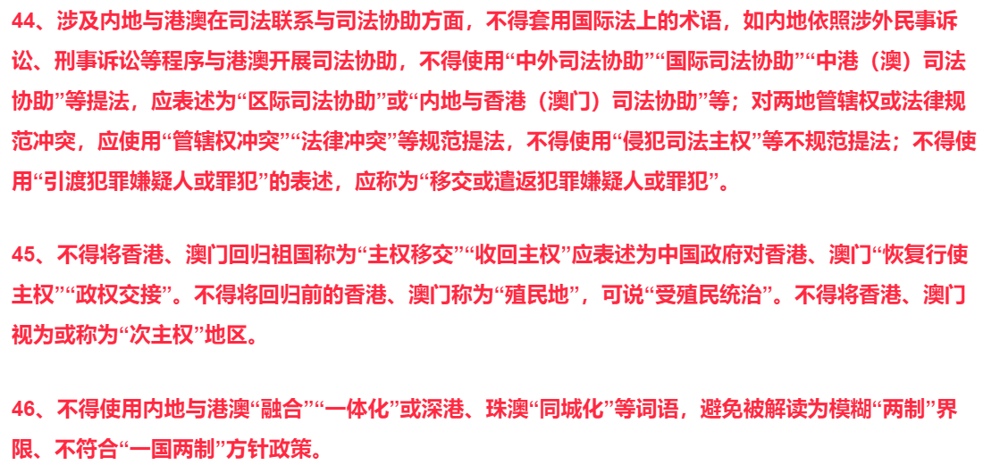 44、涉及内地与港澳在司法联系与司法协助方面，不得套用国际法上的术语，如内地依照涉外民事诉
讼、刑事诉讼等程序与港澳开展司法协助，不得使用“中外司法协助”“国际司法协助”“中港（澳）司法
协助”等提法，应表述为“区际司法协助”或“内地与香港（澳门）司法协助”等；对两地管辖权或法律规
范冲突，应使用“管辖权冲突”“法律冲突”等规范提法，不得使用“侵犯司法主权”等不规范提法；不得使
用“引渡犯罪嫌疑人或罪犯”的表述，应称为“移交或遣返犯罪嫌疑人或罪犯”。
45、不得将香港、澳门回归祖国称为“主权移交”“收回主权”应表述为中国政府对香港、澳门“恢复行使
主权”“政权交接”。不得将回归前的香港、澳门称为“殖民地”，可说“受殖民统治”。不得将香港、澳门
视为或称为“次主权”地区。
46、不得使用内地与港澳“融合”“一体化”或深港、珠澳“同城化”等词语，避免被解读为模糊“两制”界
限、不符合“一国两制”方针政策。